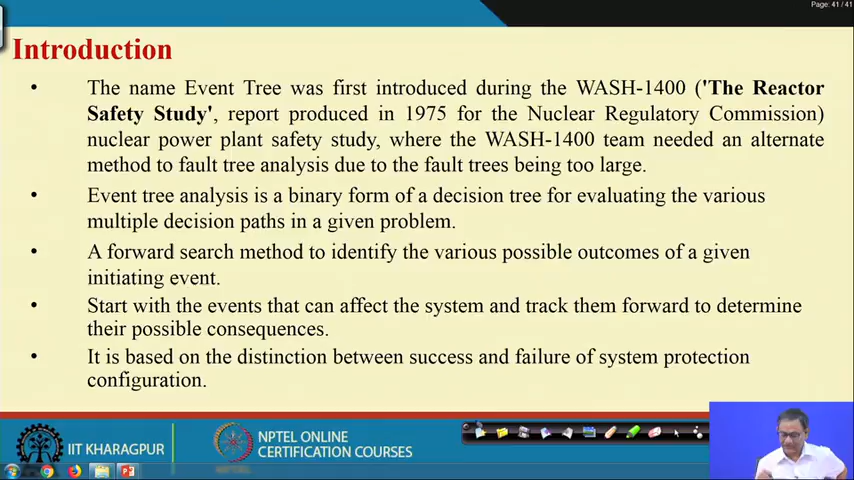 Page: 41 / 41
Introduction
• The name Event Tree was first introduced during the WASH-1400 ('The Reactor
Safety Study', report produced in 1975 for the Nuclear Regulatory Commission)
nuclear power plant safety study, where the WASH-1400 team needed an alternate
method to fault tree analysis due to the fault trees being too large.
• Event tree analysis is a binary form of a decision tree for evaluating the various
multiple decision paths in a given problem.
• A forward search method to identify the various possible outcomes of a given
initiating event.
• Start with the events that can affect the system and track them forward to determine
their possible consequences.
• It is based on the distinction between success and failure of system protection
configuration.
IIT KHARAGPUR
NPTEL ONLINE
CERTIFICATION COURSES